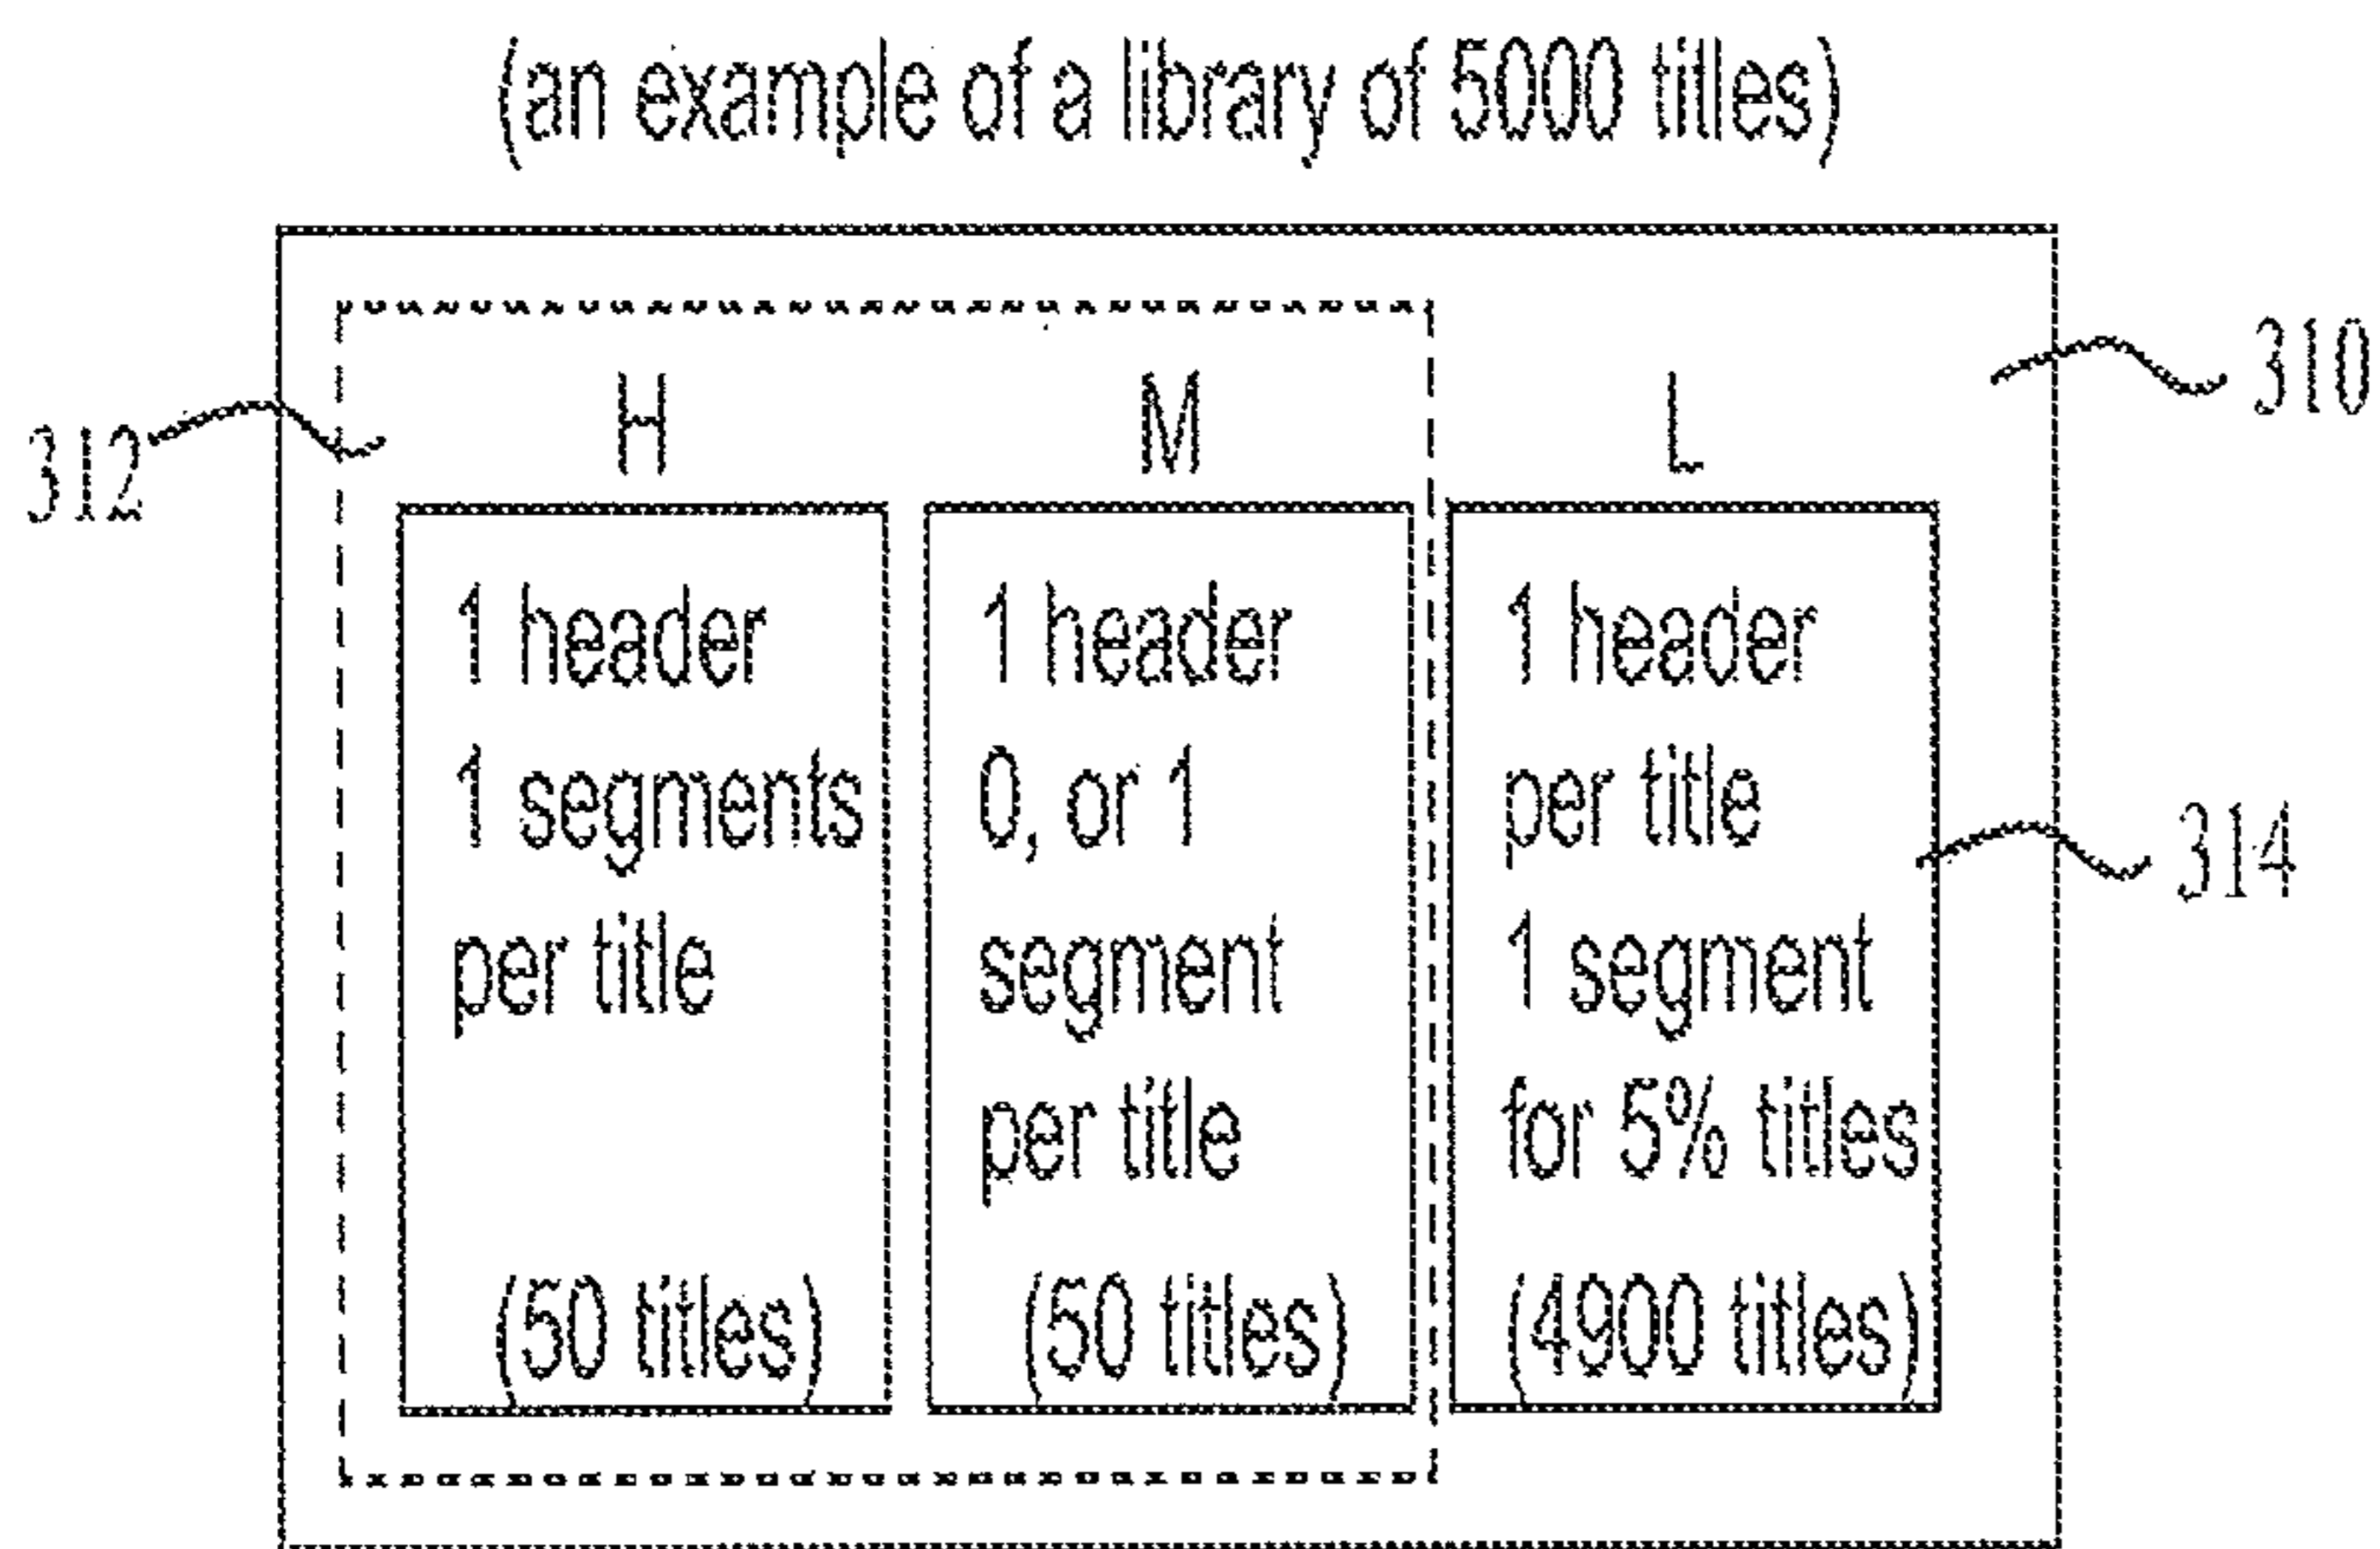 (an example of a library of 5000 titles)
310
312
H
M
L
1 header
1 segments
per title
(50 titles)
1 header
0, or 1
segment
per title
(50 titles)
1 header
per title
1 segment
for 5% titles
(4900 titles)
314